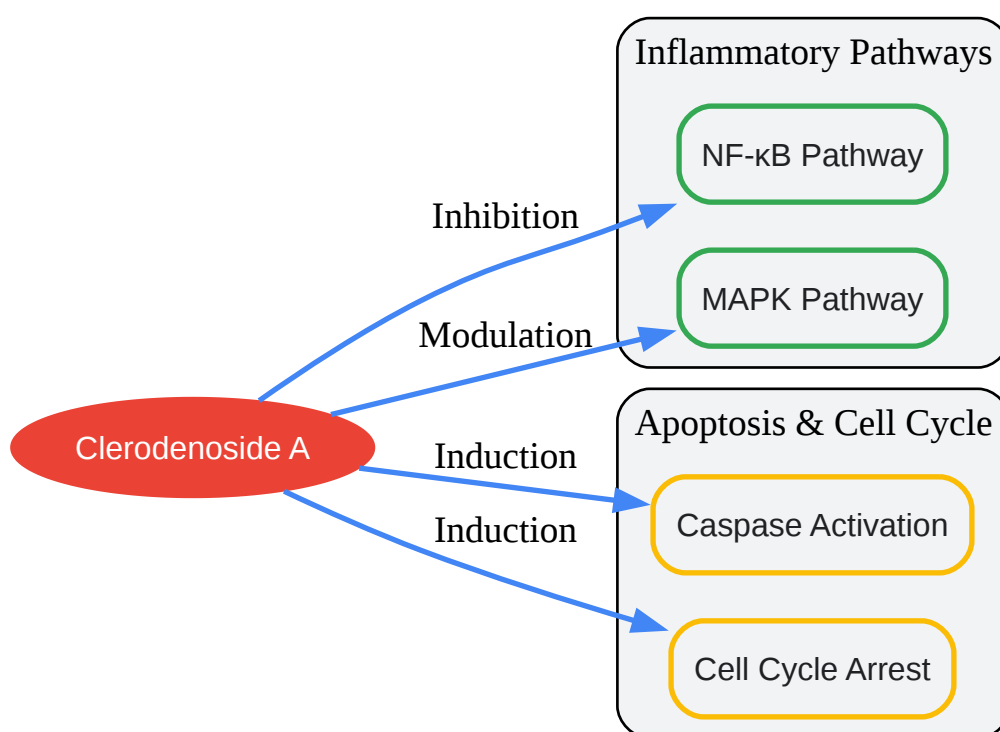 Inflammatory Pathways
NF-κB Pathway
Inhibition
MAPK Pathway
Modulation
Clerodenoside A
Apoptosis & Cell Cycle
Induction
Caspase Activation
Induction
Cell Cycle Arrest